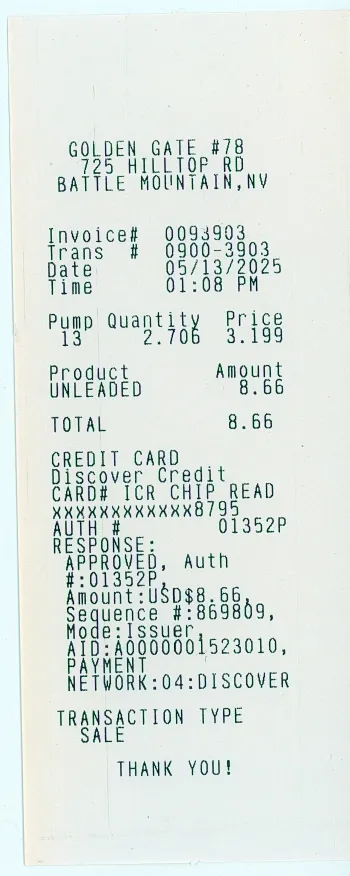 GOLDEN GATE #78
725 HILLTOP RD
BATTLE MOUNTAIN,NV
Invoice# 0093903
Trans # 0900-3903
Date 05/13/2025
Time 01:08 PM
Pump Quantity Price
13 2.706 3.199
Product Amount
UNLEADED 8.66
TOTAL 8.66
CREDIT CARD
Discover Credit
CARD# ICR CHIP READ
xxxxxxxxxxxx8795
AUTH # 01352P
RESPONSE:
APPROVED, Auth
#:01352P,
Amount:USD$8.66,
Sequence #:869809,
Mode:Issuer,
AID:A0000001523010,
PAYMENT
NETWORK:04:DISCOVER
TRANSACTION TYPE
SALE
THANK YOU!